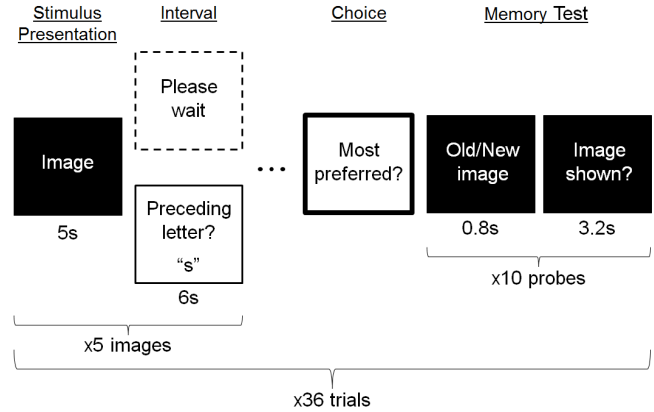 Stimulus
Presentation
Interval
Choice
Memory Test
Please
wait
Image
5s
Preceding
letter?
“s”
6s
...
Most
preferred?
Old/New
image
0.8s
Image
shown?
3.2s
x10 probes
x5 images
x36 trials